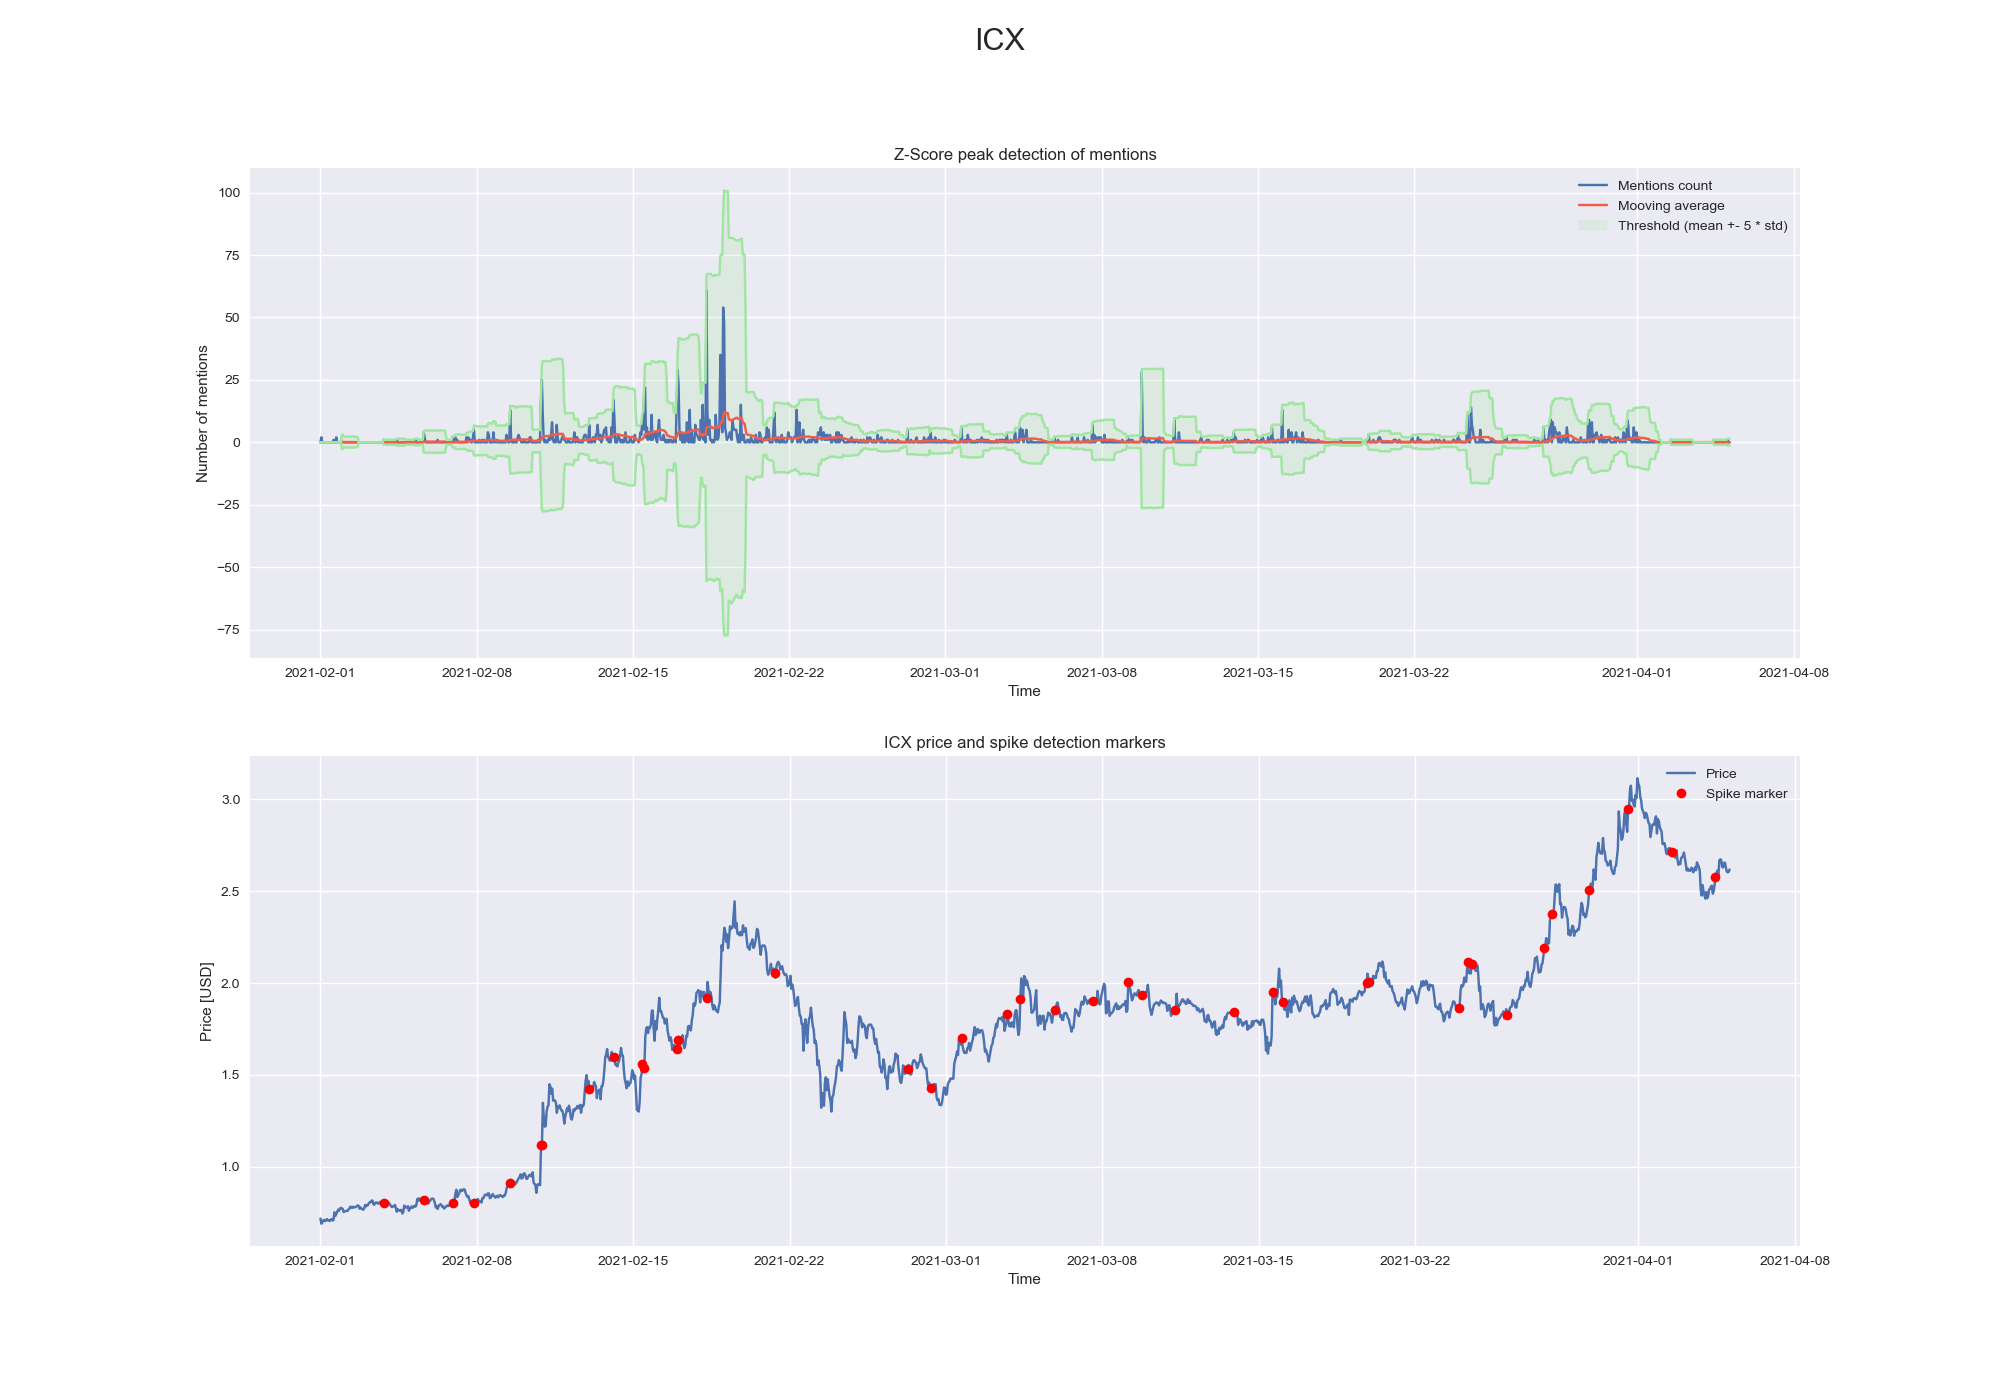 ICX
Z-Score peak detection of mentions
Mentions count
Mooving average
Threshold (mean +- 5 * std)
100
75
50
25
0
−25
−50
−75
Number of mentions
2021-02-01 2021-02-08 2021-02-15 2021-02-22 2021-03-01 2021-03-08 2021-03-15 2021-03-22 2021-04-01 2021-04-08
Time
ICX price and spike detection markers
Price
Spike marker
3.0
2.5
2.0
1.5
1.0
Price [USD]
2021-02-01 2021-02-08 2021-02-15 2021-02-22 2021-03-01 2021-03-08 2021-03-15 2021-03-22 2021-04-01 2021-04-08
Time